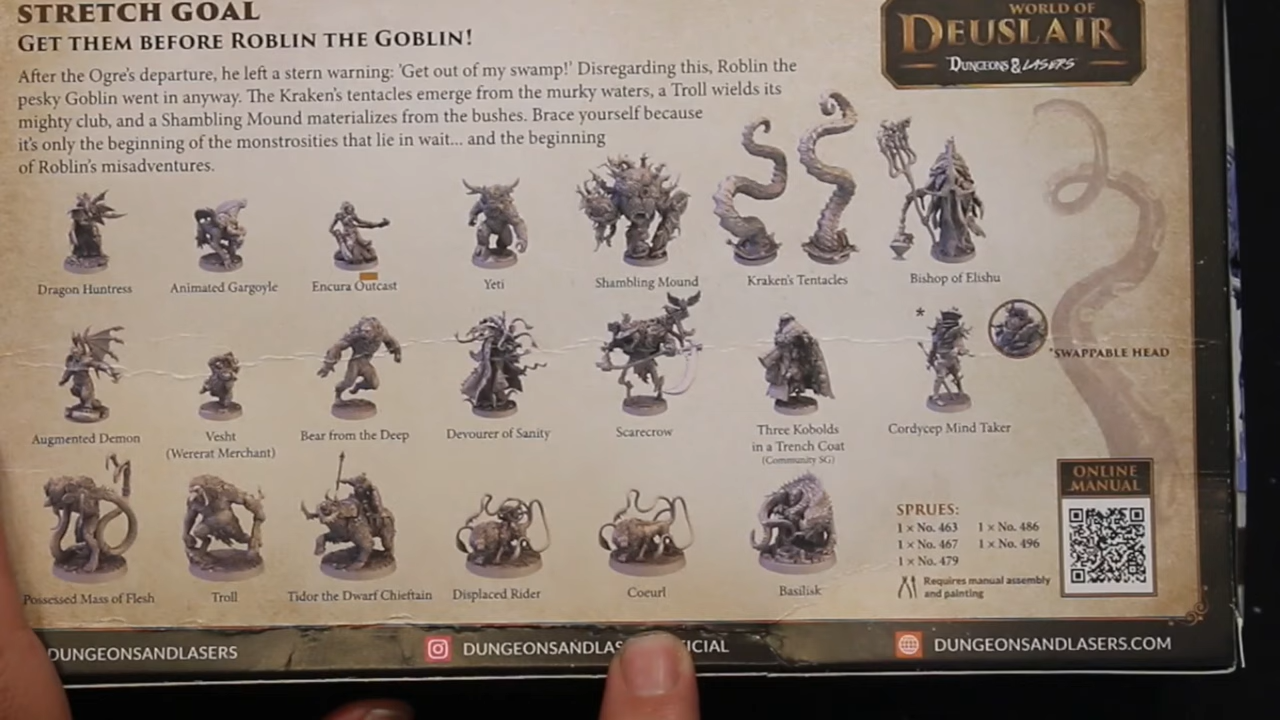 STRETCH GOAL
GET THEM BEFORE ROBLIN THE GOBLIN!
After the Ogre's departure, he left a stern warning: 'Get out of my swamp!' Disregarding this, Roblin the
pesky Goblin went in anyway. The Kraken's tentacles emerge from the murky waters, a Troll wields its
mighty club, and a Shambling Mound materializes from the bushes. Brace yourself because
it's only the beginning of the monstrosities that lie in wait... and the beginning
of Roblin's misadventures.
WORLD OF
DEUSLAIR
DUNGEONS & LASERS
Dragon Huntress
Animated Gargoyle
Encura Outcast
Yeti
Shambling Mound
Kraken's Tentacles
Bishop of Elishu
*
*SWAPPABLE HEAD
Augmented Demon
Vesht
(Wererat Merchant)
Bear from the Deep
Devourer of Sanity
Scarecrow
Three Kobolds
in a Trench Coat
(Community SG)
Cordycep Mind Taker
Possessed Mass of Flesh
Troll
Tidor the Dwarf Chieftain
Displaced Rider
Coeurl
Basilisk
SPRUES:
1 × No. 463 1 × No. 486
1 × No. 467 1 × No. 496
1 × No. 479
Requires manual assembly
and painting
ONLINE
MANUAL
DUNGEONSANDLASERS
DUNGEONSANDLAS ICIAL
DUNGEONSANDLASERS.COM